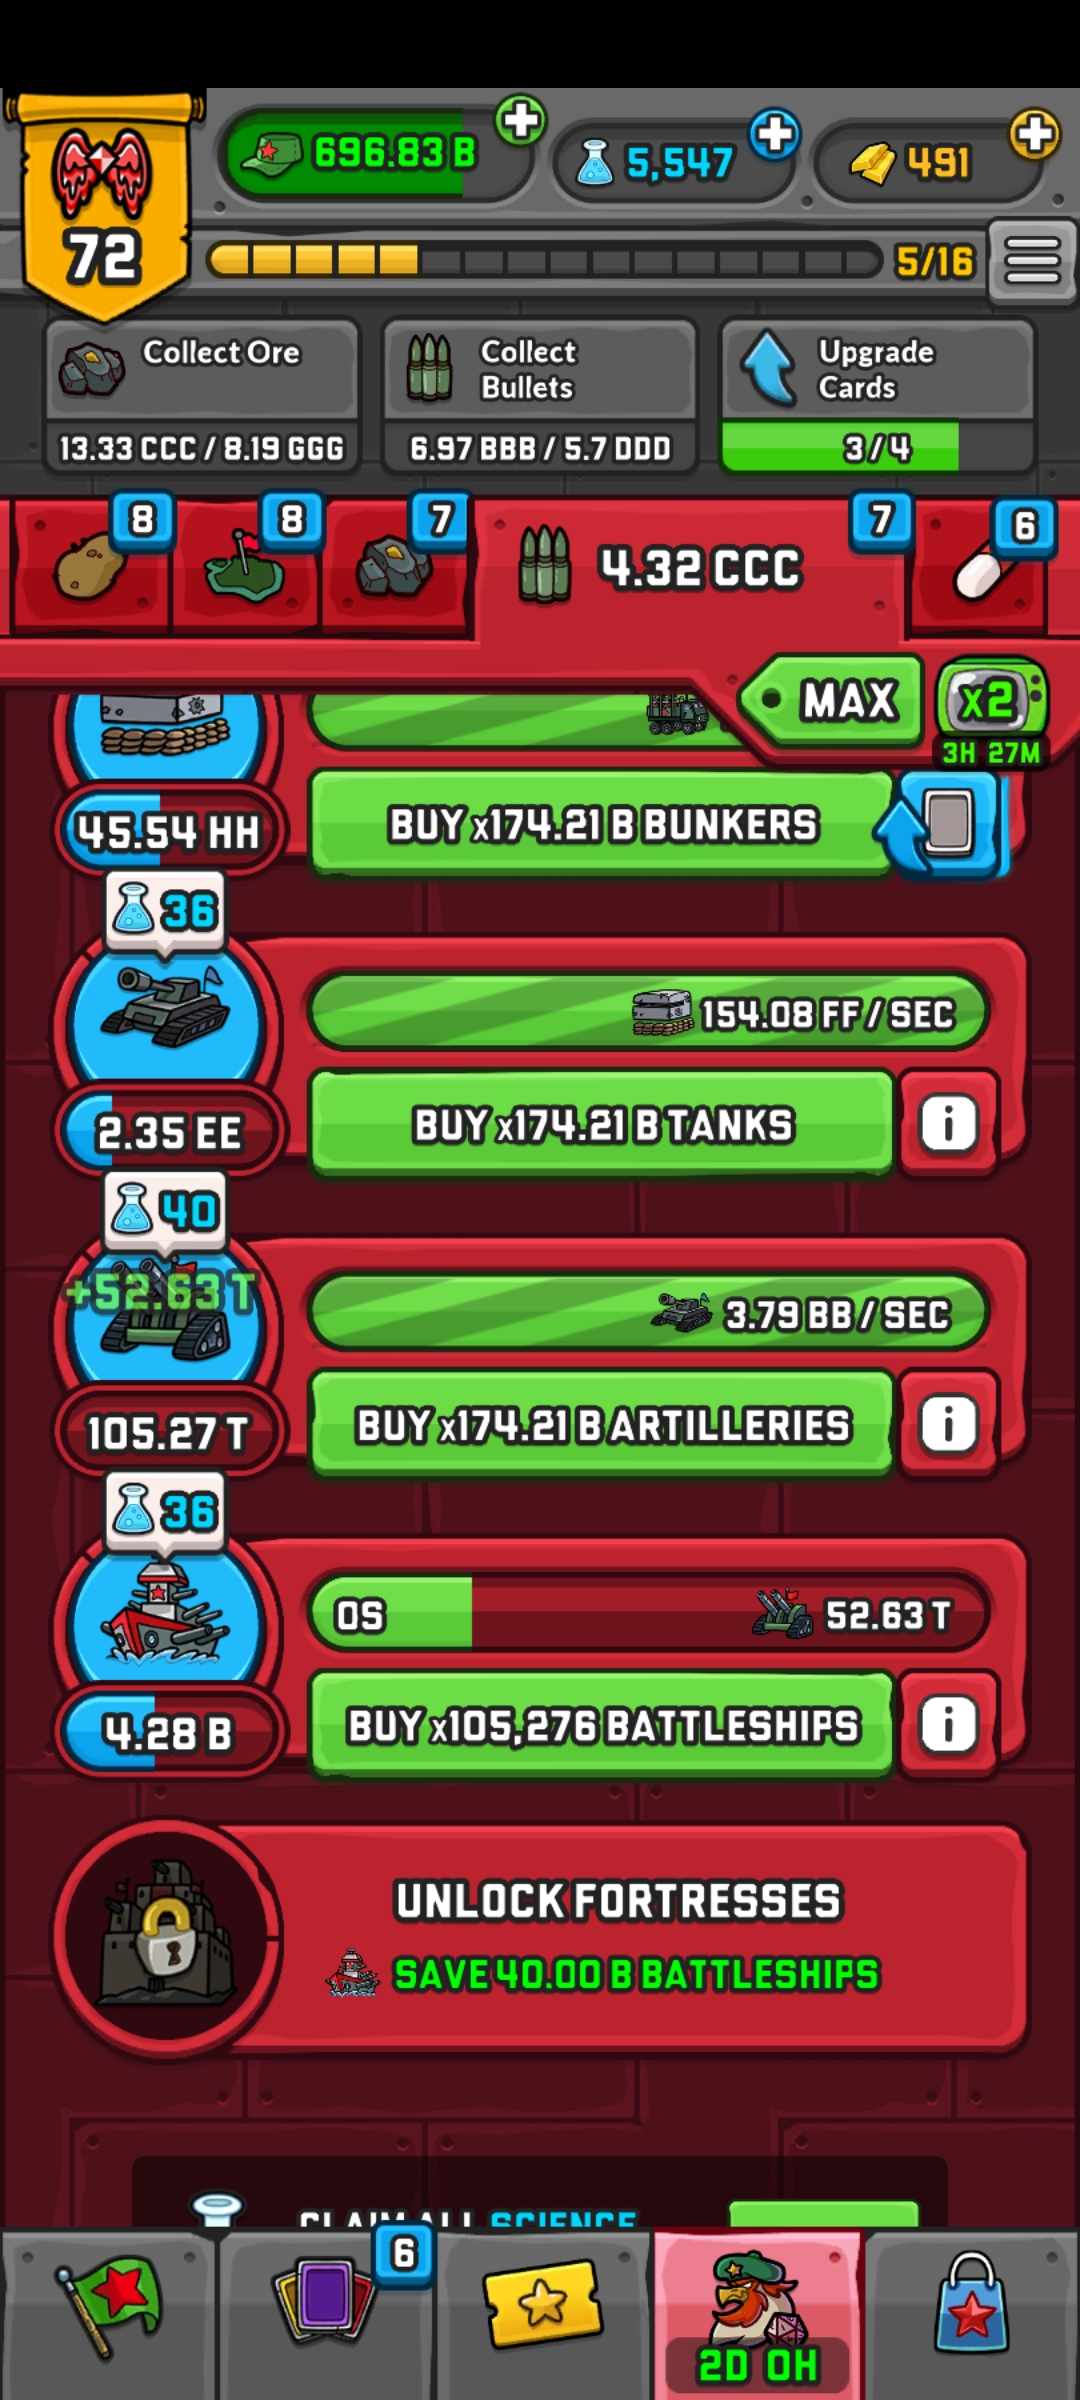 696.83 B
5,547
491
72
5/16
Collect Ore
13.33 CCC / 8.19 GGG
Collect
Bullets
6.97 BBB / 5.7 DDD
Upgrade
Cards
3/4
8
8
7
4.32 CCC
7
6
MAX
x2
3H 27M
45.54 HH
BUY x174.21 B BUNKERS
36
154.08 FF / SEC
2.35 EE
BUY x174.21 B TANKS
i
40
+52.63 T
3.79 BB / SEC
105.27 T
BUY x174.21 B ARTILLERIES
i
36
0S
52.63 T
4.28 B
BUY x105,276 BATTLESHIPS
i
UNLOCK FORTRESSES
SAVE 40.00 B BATTLESHIPS
CLAIM ALL SCIENCE
6
2D 0H